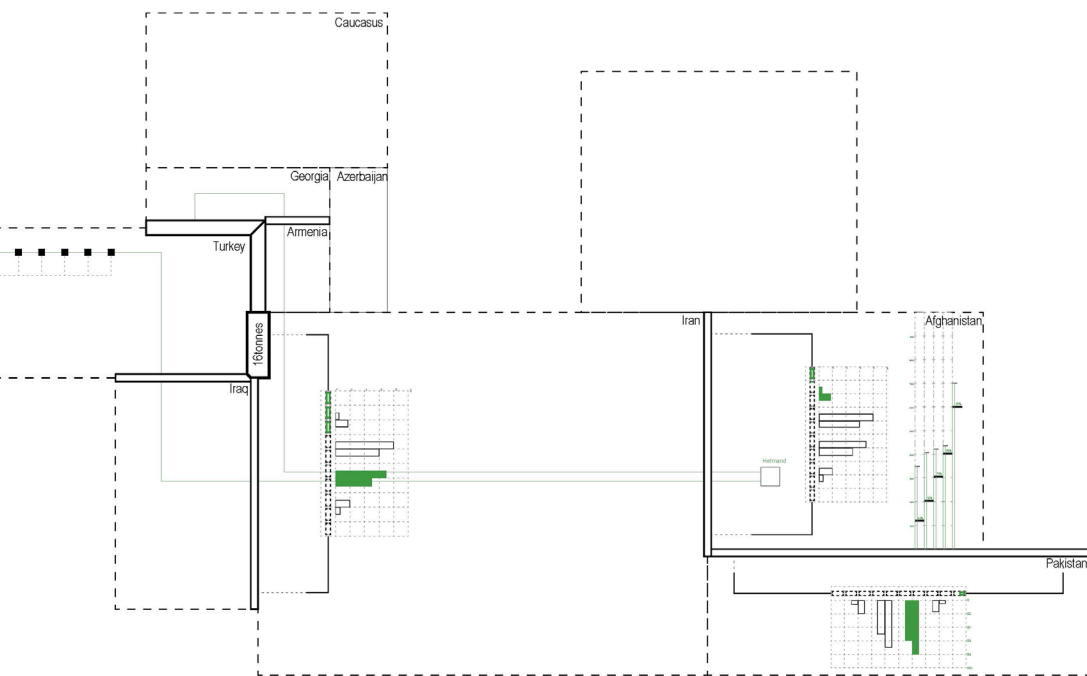 Caucasus
Georgia
Azerbaijan
Armenia
Turkey
16tonnes
Iran
Afghanistan
Iraq
Helmand
Pakistan